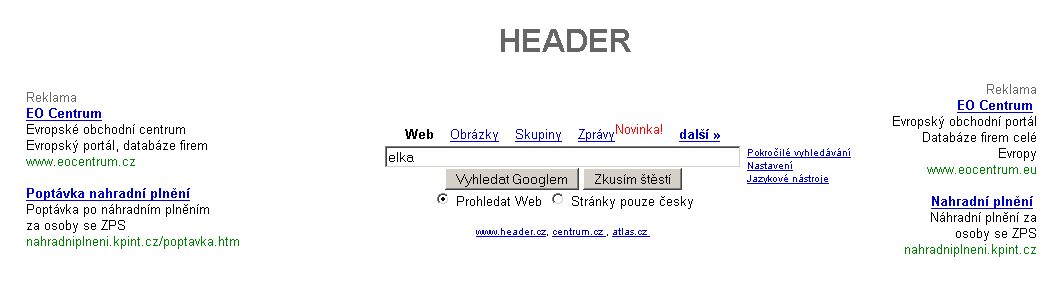 HEADER
Reklama
EO Centrum
Evropské obchodní centrum
Evropský portál, databáze firem
www.eocentrum.cz
Poptávka nahradní plnění
Poptávka po náhradním plněním
za osoby se ZPS
nahradniplneni.kpint.cz/poptavka.htm
Web Obrázky Skupiny Zprávy Novinka! další »
elka
Pokročilé vyhledávání
Nastavení
Jazykové nástroje
Vyhledat Googlem Zkusím štěstí
Prohledat Web Stránky pouze česky
www.header.cz, centrum.cz , atlas.cz
Reklama
EO Centrum
Evropský obchodní portál
Databáze firem celé
Evropy
www.eocentrum.eu
Nahradní plnění
Náhradní plnění za
osoby se ZPS
nahradniplneni.kpint.cz